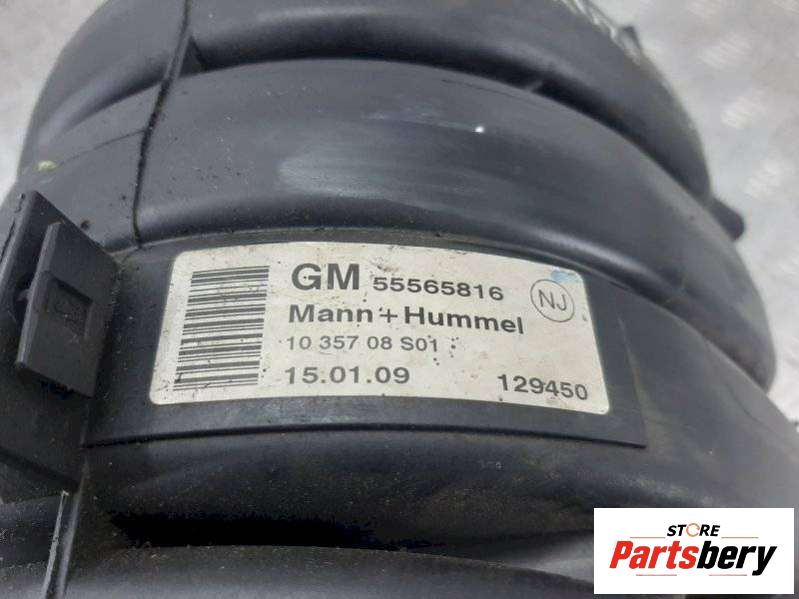 GM 55565816
NJ
Mann+Hummel
10 357 08 S01
15.01.09 129450
STORE
Partsbery